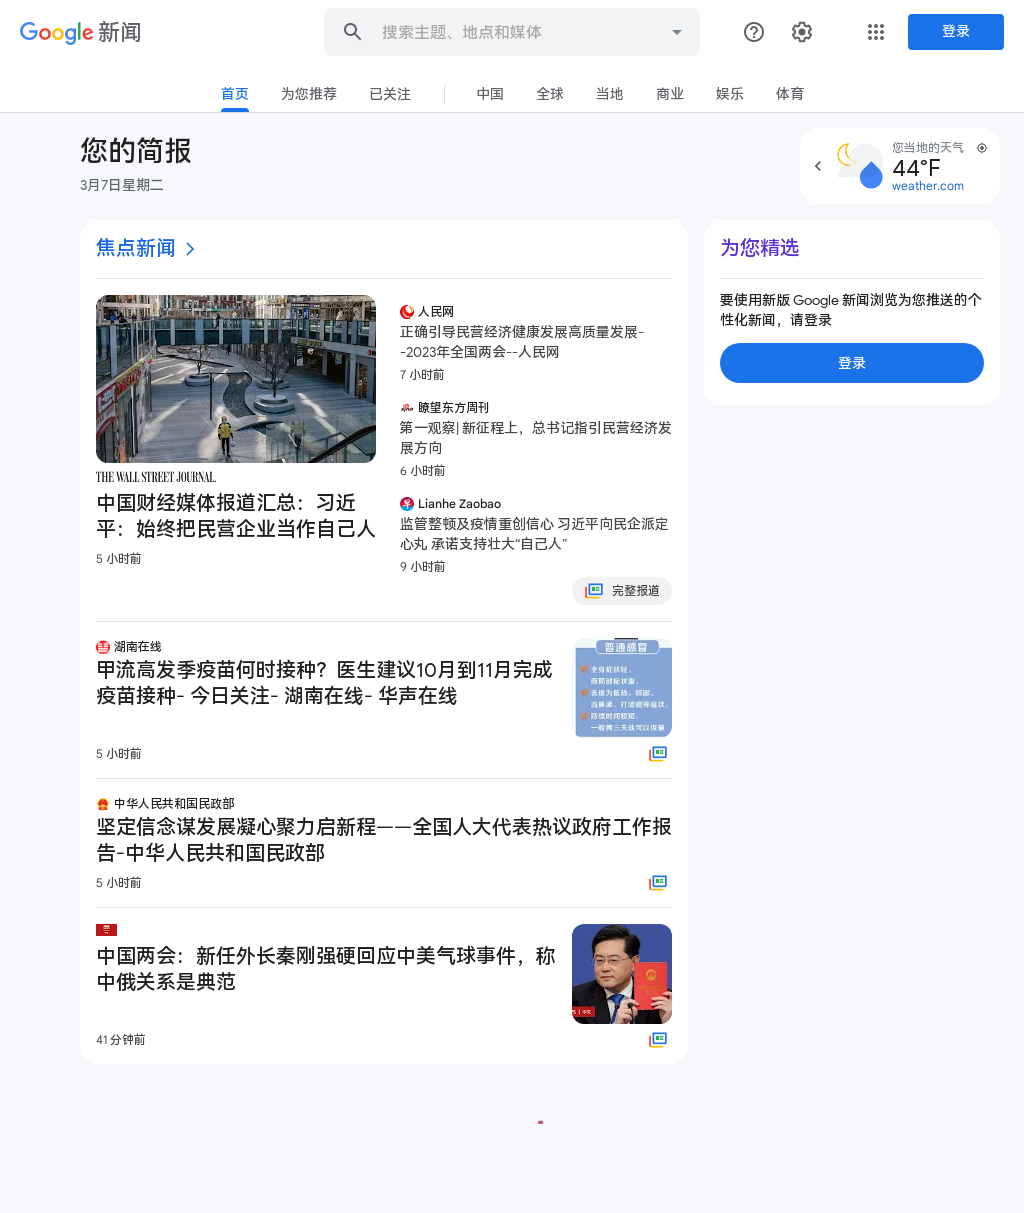 Google 新闻
搜索主题、地点和媒体
登录
首页
为您推荐
已关注
中国
全球
当地
商业
娱乐
体育
您的简报
3月7日星期二
您当地的天气
44°F
weather.com
焦点新闻
THE WALL STREET JOURNAL.
中国财经媒体报道汇总：习近
平：始终把民营企业当作自己人
5 小时前
人民网
正确引导民营经济健康发展高质量发展-
-2023年全国两会--人民网
7 小时前
瞭望东方周刊
第一观察| 新征程上，总书记指引民营经济发
展方向
6 小时前
Lianhe Zaobao
监管整顿及疫情重创信心 习近平向民企派定
心丸 承诺支持壮大“自己人”
9 小时前
完整报道
湖南在线
甲流高发季疫苗何时接种？医生建议10月到11月完成
疫苗接种- 今日关注- 湖南在线- 华声在线
5 小时前
普通感冒
全身症状轻，
而局部症状重，
表现为低热、咳嗽、
流鼻涕、打喷嚏等症状，
持续时间较短，
一般两三天就可以恢复
中华人民共和国民政部
坚定信念谋发展凝心聚力启新程——全国人大代表热议政府工作报
告-中华人民共和国民政部
5 小时前
中国两会：新任外长秦刚强硬回应中美气球事件，称
中俄关系是典范
41 分钟前
为您精选
要使用新版 Google 新闻浏览为您推送的个
性化新闻，请登录
登录